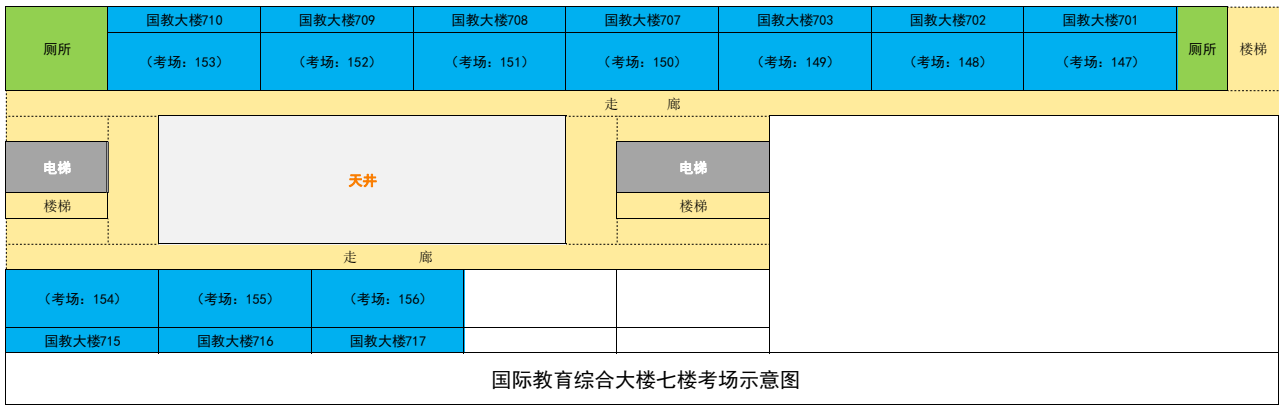 厕所
国教大楼710
国教大楼709
国教大楼708
国教大楼707
国教大楼703
国教大楼702
国教大楼701
厕所
楼梯
（考场：153）
（考场：152）
（考场：151）
（考场：150）
（考场：149）
（考场：148）
（考场：147）
走 廊
电梯
天井
电梯
楼梯
楼梯
走 廊
（考场：154）
（考场：155）
（考场：156）
国教大楼715
国教大楼716
国教大楼717
国际教育综合大楼七楼考场示意图